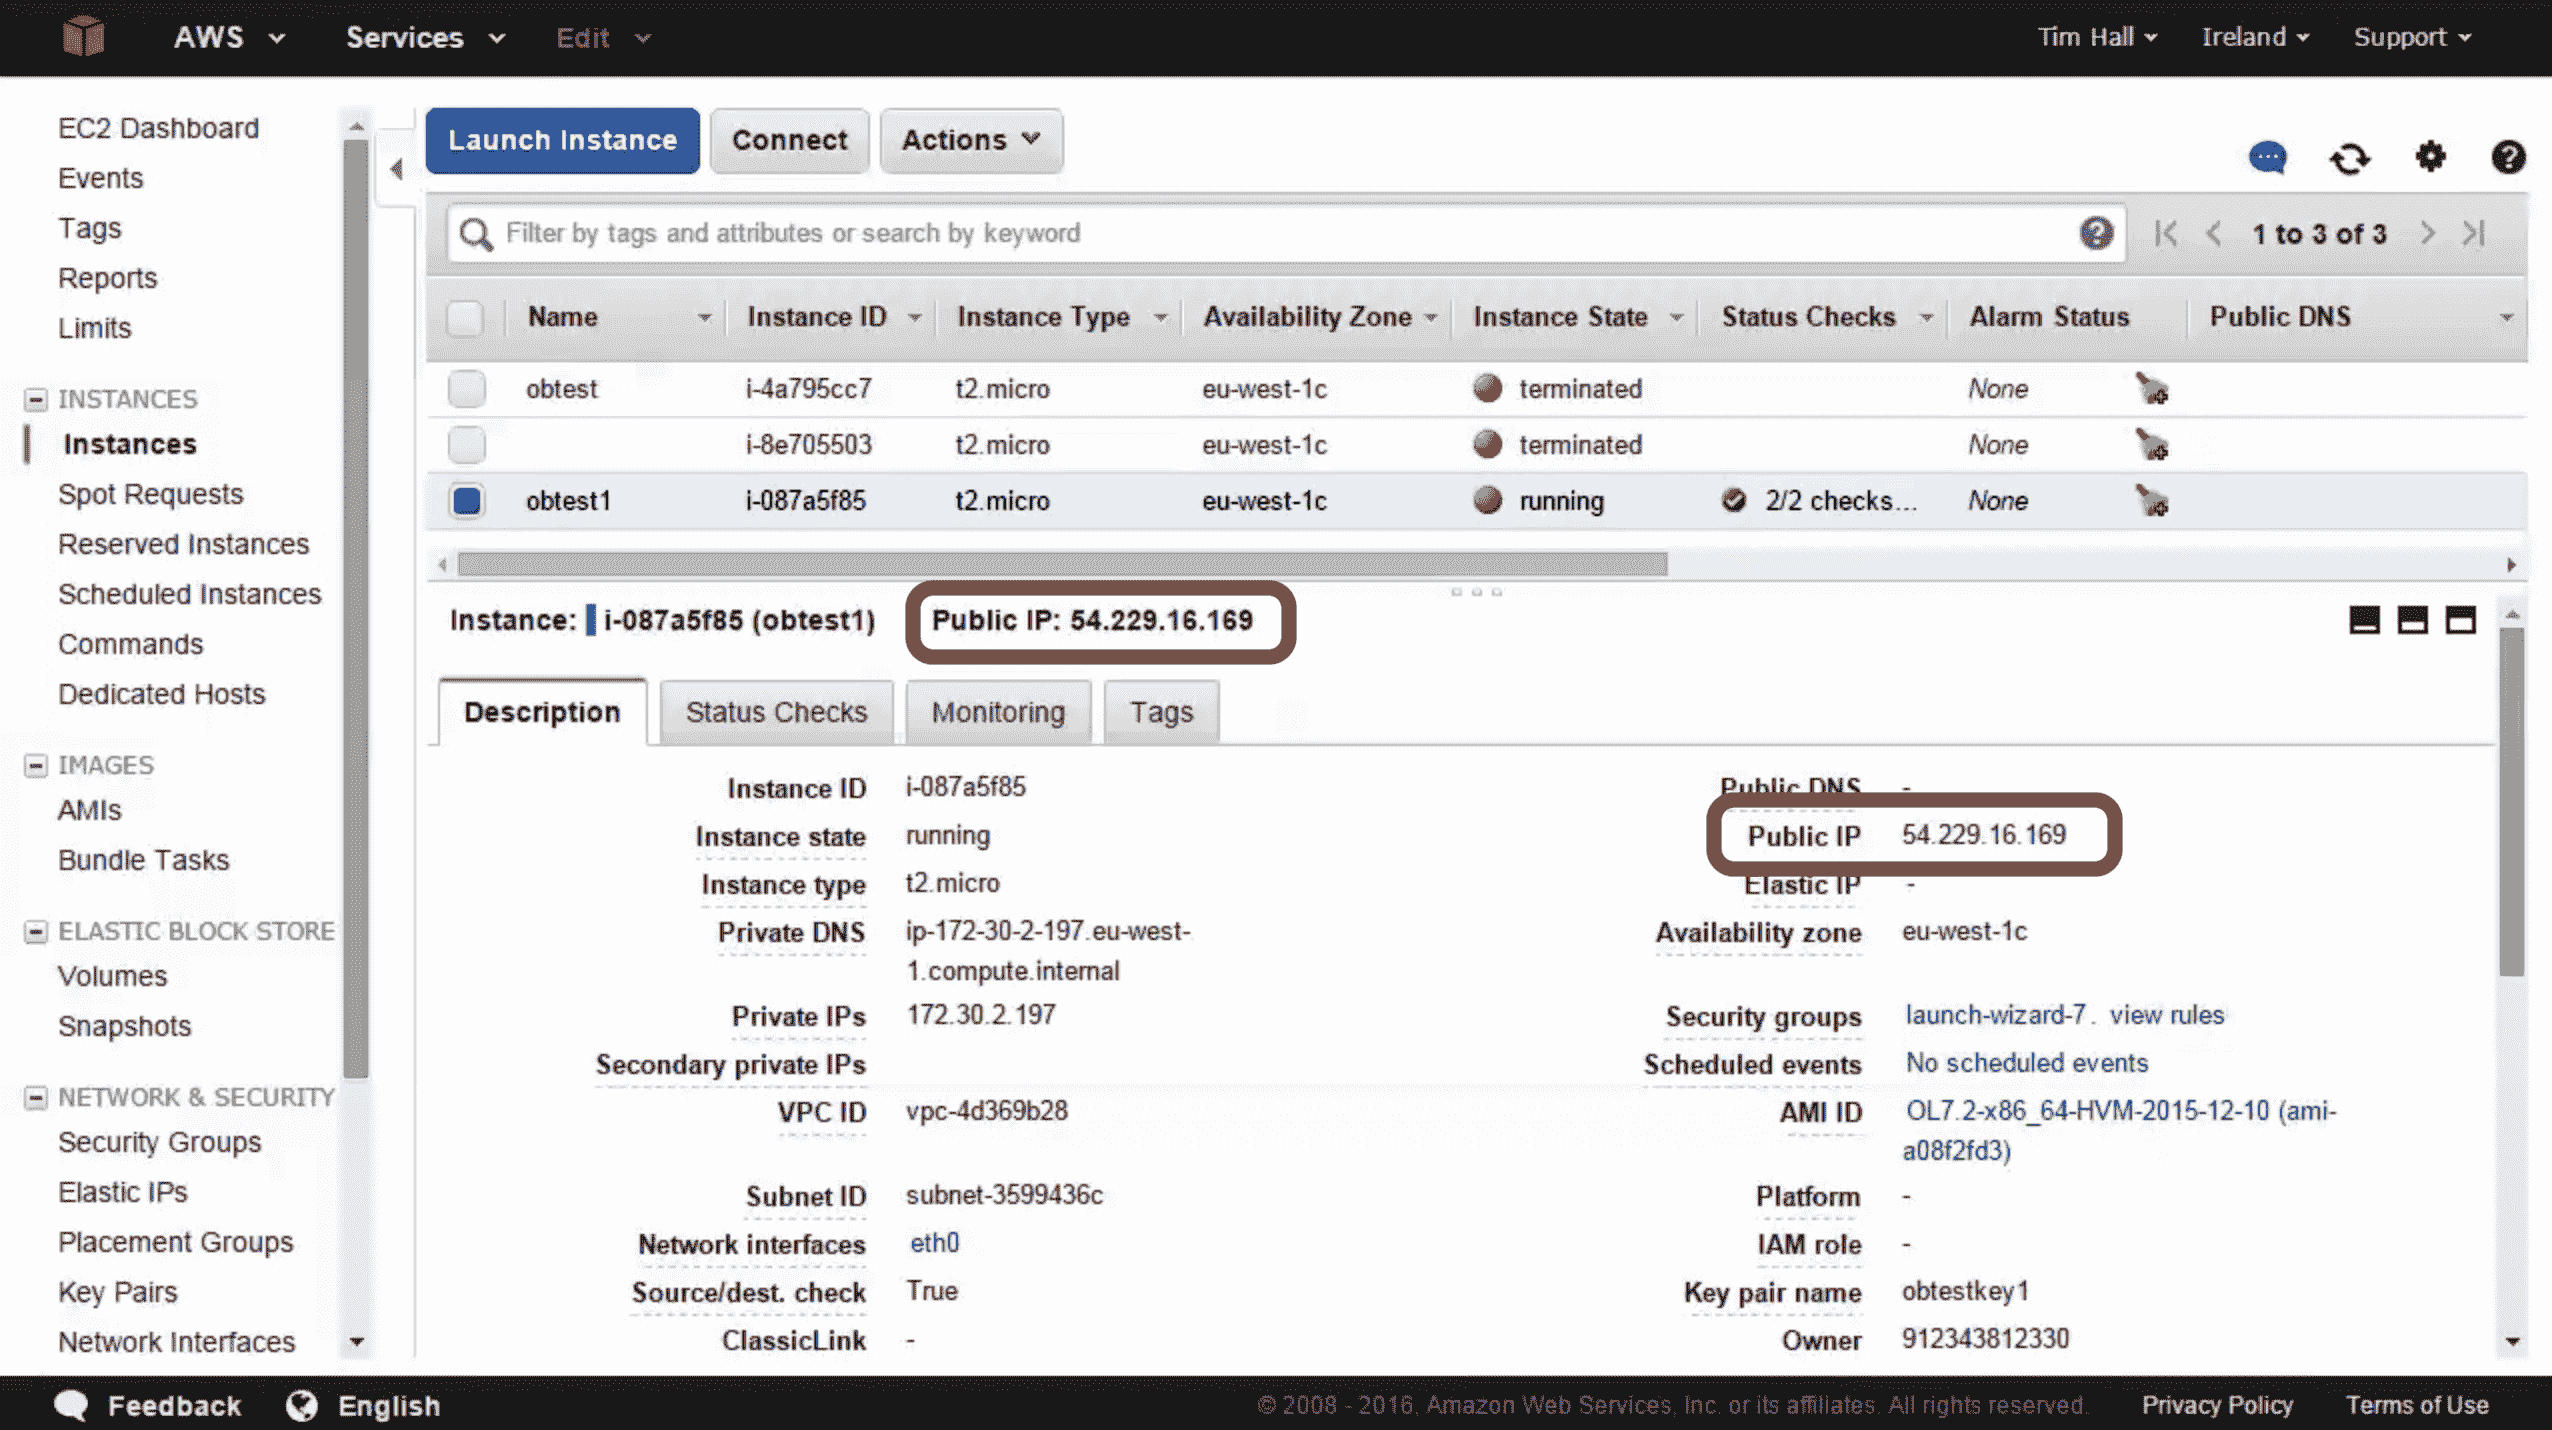 AWS Services Edit Tim Hall Ireland Support
EC2 Dashboard
Events
Tags
Reports
Limits
INSTANCES
Instances
Spot Requests
Reserved Instances
Scheduled Instances
Commands
Dedicated Hosts
IMAGES
AMIs
Bundle Tasks
ELASTIC BLOCK STORE
Volumes
Snapshots
NETWORK & SECURITY
Security Groups
Elastic IPs
Placement Groups
Key Pairs
Network Interfaces
Launch Instance Connect Actions
Filter by tags and attributes or search by keyword 1 to 3 of 3
Name Instance ID Instance Type Availability Zone Instance State Status Checks Alarm Status Public DNS
obtest i-4a795cc7 t2.micro eu-west-1c terminated None
i-8e705503 t2.micro eu-west-1c terminated None
obtest1 i-087a5f85 t2.micro eu-west-1c running 2/2 checks... None
Instance: i-087a5f85 (obtest1) Public IP: 54.229.16.169
Description Status Checks Monitoring Tags
Instance ID i-087a5f85
Instance state running
Instance type t2.micro
Private DNS ip-172-30-2-197.eu-west-
1.compute.internal
Private IPs 172.30.2.197
Secondary private IPs
VPC ID vpc-4d369b28
Subnet ID subnet-3599436c
Network interfaces eth0
Source/dest. check True
ClassicLink -
Public DNS -
Public IP 54.229.16.169
Elastic IP -
Availability zone eu-west-1c
Security groups launch-wizard-7. view rules
Scheduled events No scheduled events
AMI ID OL7.2-x86_64-HVM-2015-12-10 (ami-
a08f2fd3)
Platform -
IAM role -
Key pair name obtestkey1
Owner 912343812330
Feedback English © 2008 - 2016, Amazon Web Services, Inc. or its affiliates. All rights reserved. Privacy Policy Terms of Use